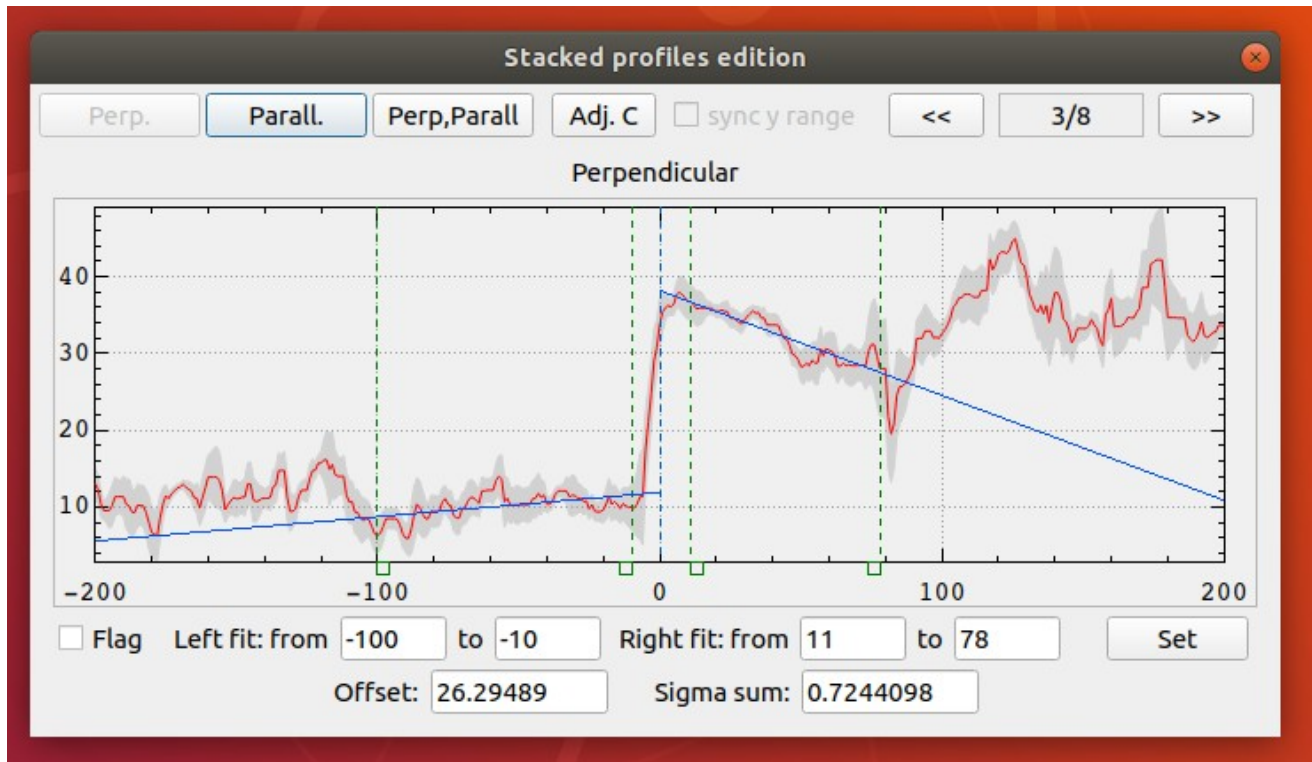 Stacked profiles edition
Perp. Parall. Perp,Parall Adj. C sync y range << 3/8 >>
Perpendicular
40
30
20
10
-200 -100 0 100 200
Flag Left fit: from -100 to -10 Right fit: from 11 to 78 Set
Offset: 26.29489 Sigma sum: 0.7244098